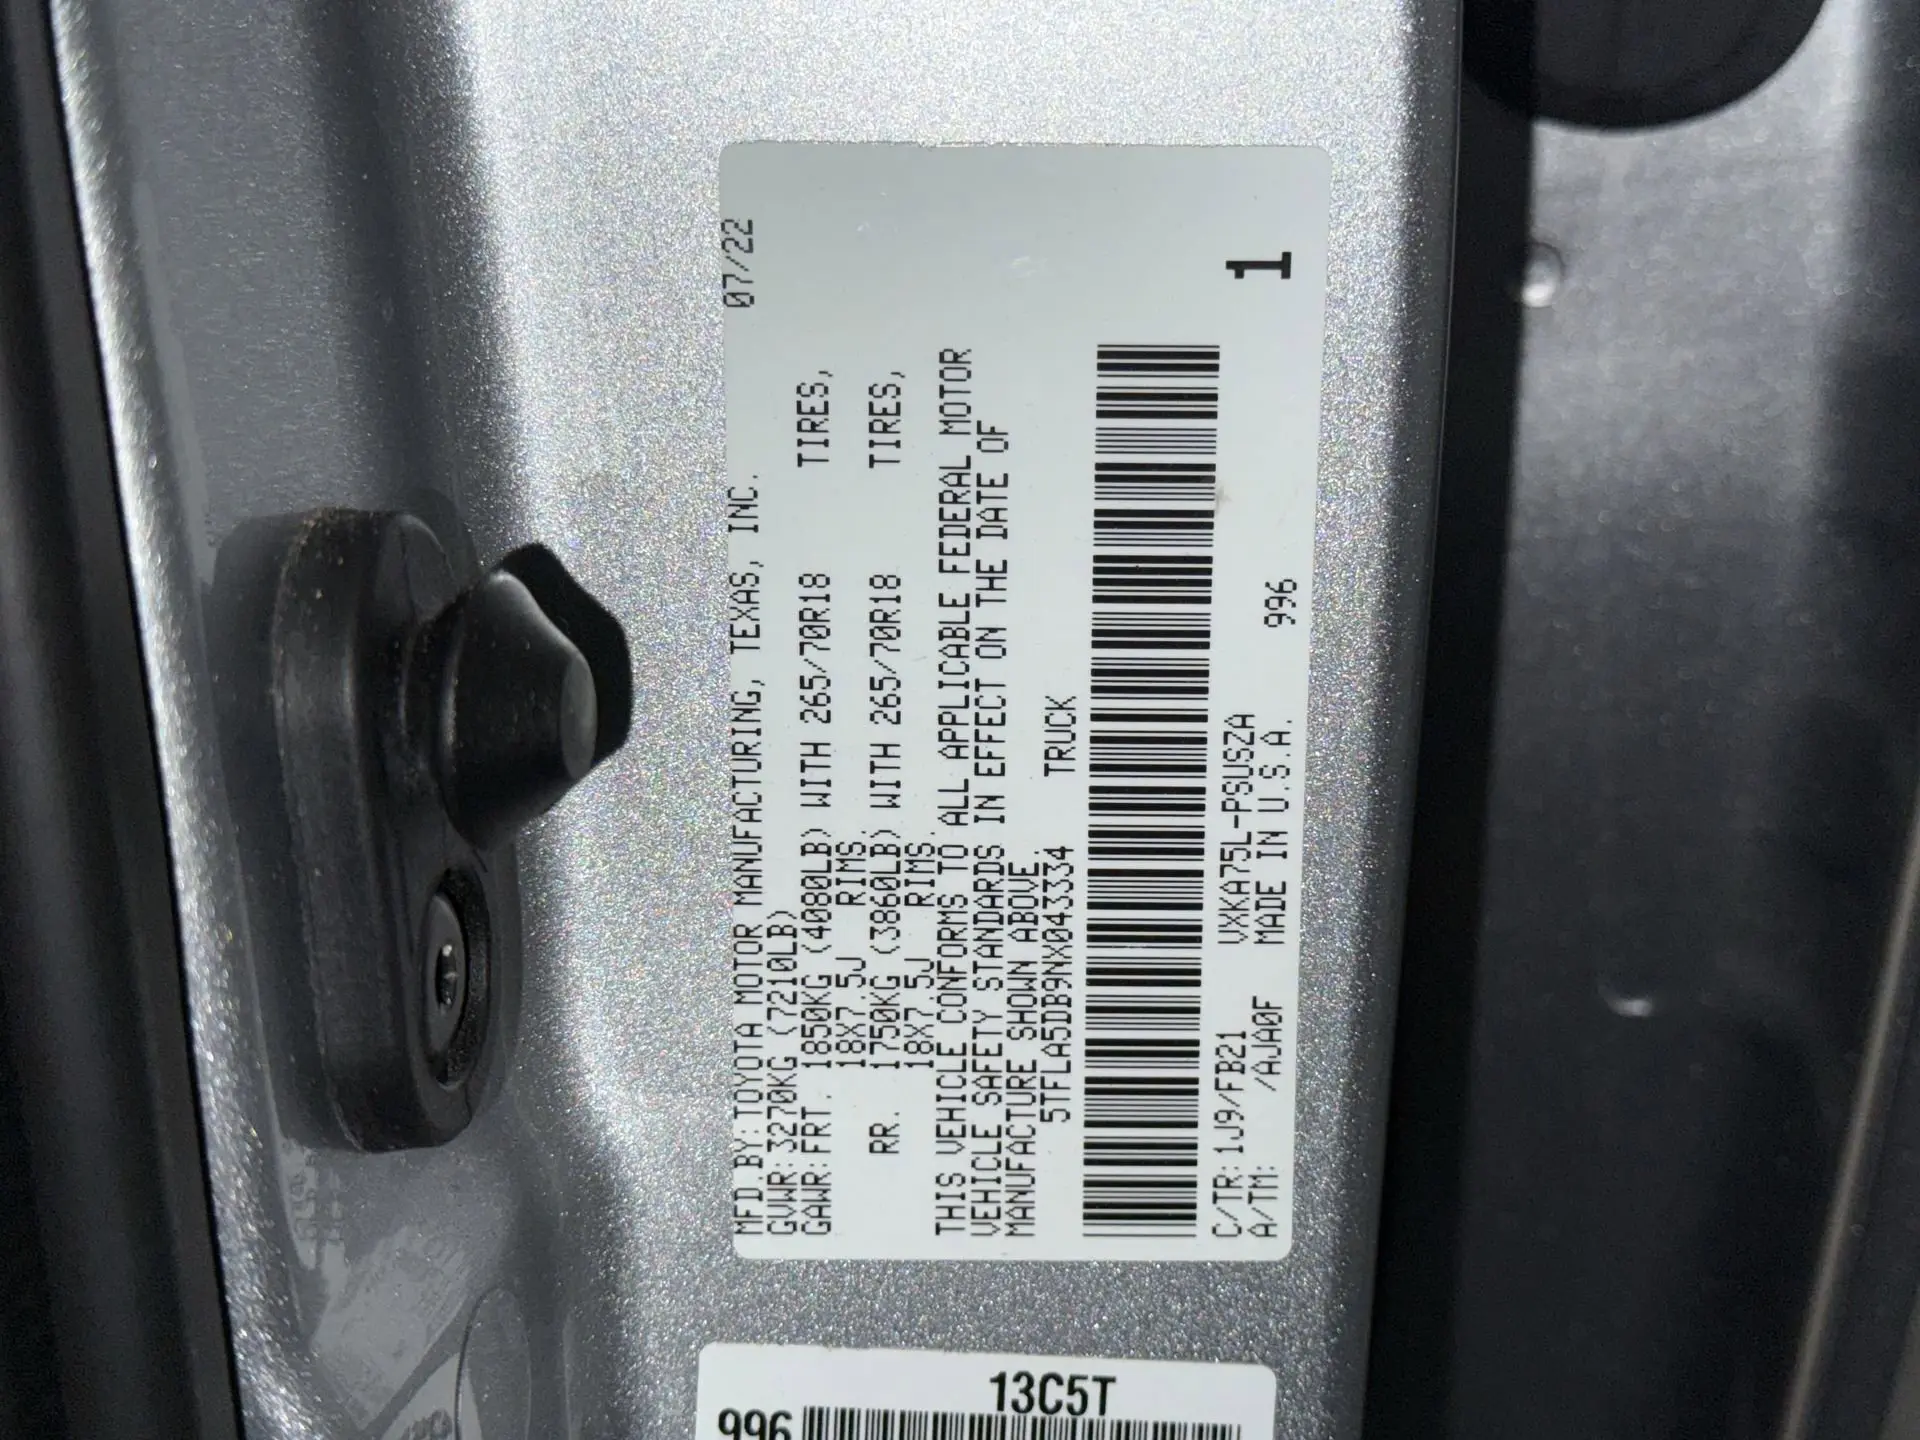 07/22
MFD.BY:TOYOTA MOTOR MANUFACTURING, TEXAS, INC.
GVWR:3270KG (7210LB)
GAWR:FRT. 1850KG (4080LB) WITH 265/70R18 TIRES,
18X7.5J RIMS.
RR. 1750KG (3860LB) WITH 265/70R18 TIRES,
18X7.5J RIMS.
THIS VEHICLE CONFORMS TO ALL APPLICABLE FEDERAL MOTOR
VEHICLE SAFETY STANDARDS IN EFFECT ON THE DATE OF
MANUFACTURE SHOWN ABOVE.
5TFLA5DB9NX043334 TRUCK
C/TR:1J9/FB21 VXKA75L-PSUSZA
A/TM: /AJA0F MADE IN U.S.A. 996
1
13C5T
996